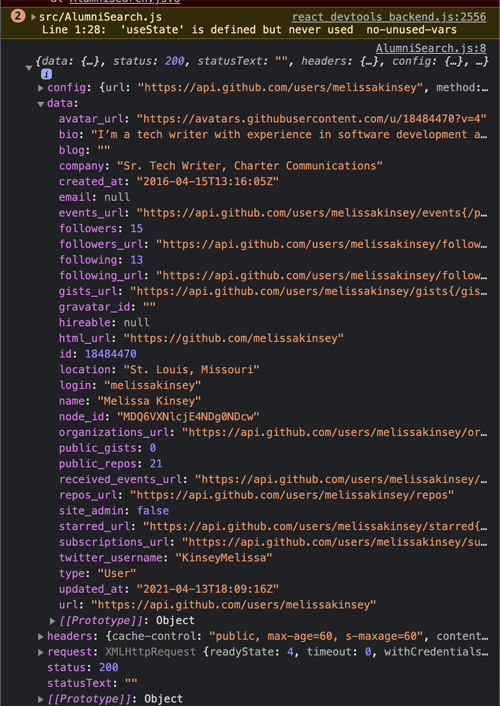 at AlumniSearch.js:8
2 ▸ src/AlumniSearch.js react_devtools_backend.js:2556
Line 1:28: 'useState' is defined but never used no-unused-vars
AlumniSearch.js:8
▾ {data: {…}, status: 200, statusText: "", headers: {…}, config: {…}, …}
i
▸ config: {url: "https://api.github.com/users/melissakinsey", method:…
▾ data:
avatar_url: "https://avatars.githubusercontent.com/u/18484470?v=4"
bio: "I’m a tech writer with experience in software development a…
blog: ""
company: "Sr. Tech Writer, Charter Communications"
created_at: "2016-04-15T13:16:05Z"
email: null
events_url: "https://api.github.com/users/melissakinsey/events{/p…
followers: 15
followers_url: "https://api.github.com/users/melissakinsey/follow…
following: 13
following_url: "https://api.github.com/users/melissakinsey/follow…
gists_url: "https://api.github.com/users/melissakinsey/gists{/gis…
gravatar_id: ""
hireable: null
html_url: "https://github.com/melissakinsey"
id: 18484470
location: "St. Louis, Missouri"
login: "melissakinsey"
name: "Melissa Kinsey"
node_id: "MDQ6VXNlcjE4NDg0NDcw"
organizations_url: "https://api.github.com/users/melissakinsey/or…
public_gists: 0
public_repos: 21
received_events_url: "https://api.github.com/users/melissakinsey/…
repos_url: "https://api.github.com/users/melissakinsey/repos"
site_admin: false
starred_url: "https://api.github.com/users/melissakinsey/starred{…
subscriptions_url: "https://api.github.com/users/melissakinsey/su…
twitter_username: "KinseyMelissa"
type: "User"
updated_at: "2021-04-13T18:09:16Z"
url: "https://api.github.com/users/melissakinsey"
▸ [[Prototype]]: Object
▸ headers: {cache-control: "public, max-age=60, s-maxage=60", content…
▸ request: XMLHttpRequest {readyState: 4, timeout: 0, withCredentials…
status: 200
statusText: ""
▸ [[Prototype]]: Object